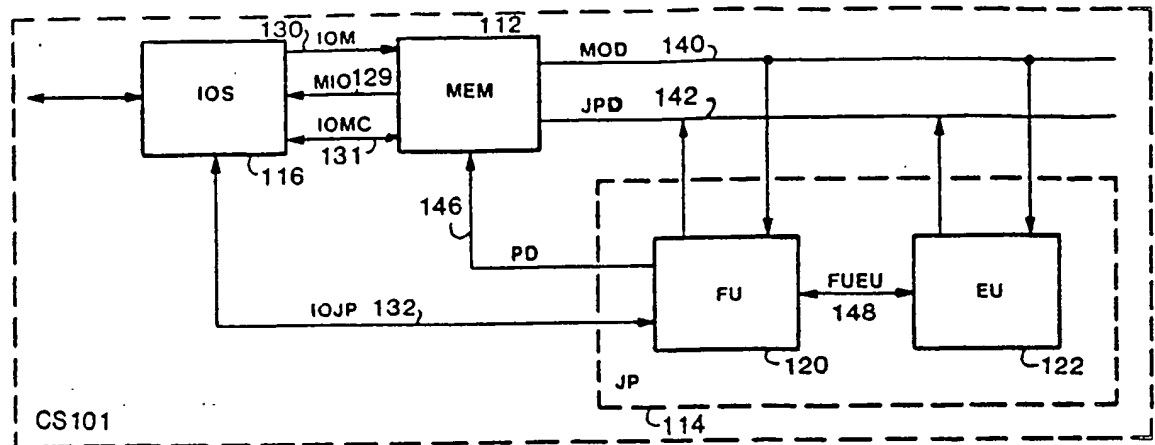 130 IOM
112
MOD 140
IOS
MIO 129
MEM
JPD 142
IOMC
131
116
146
PD
FU
FUEU
148
EU
IOJP 132
120
122
JP
CS101
114